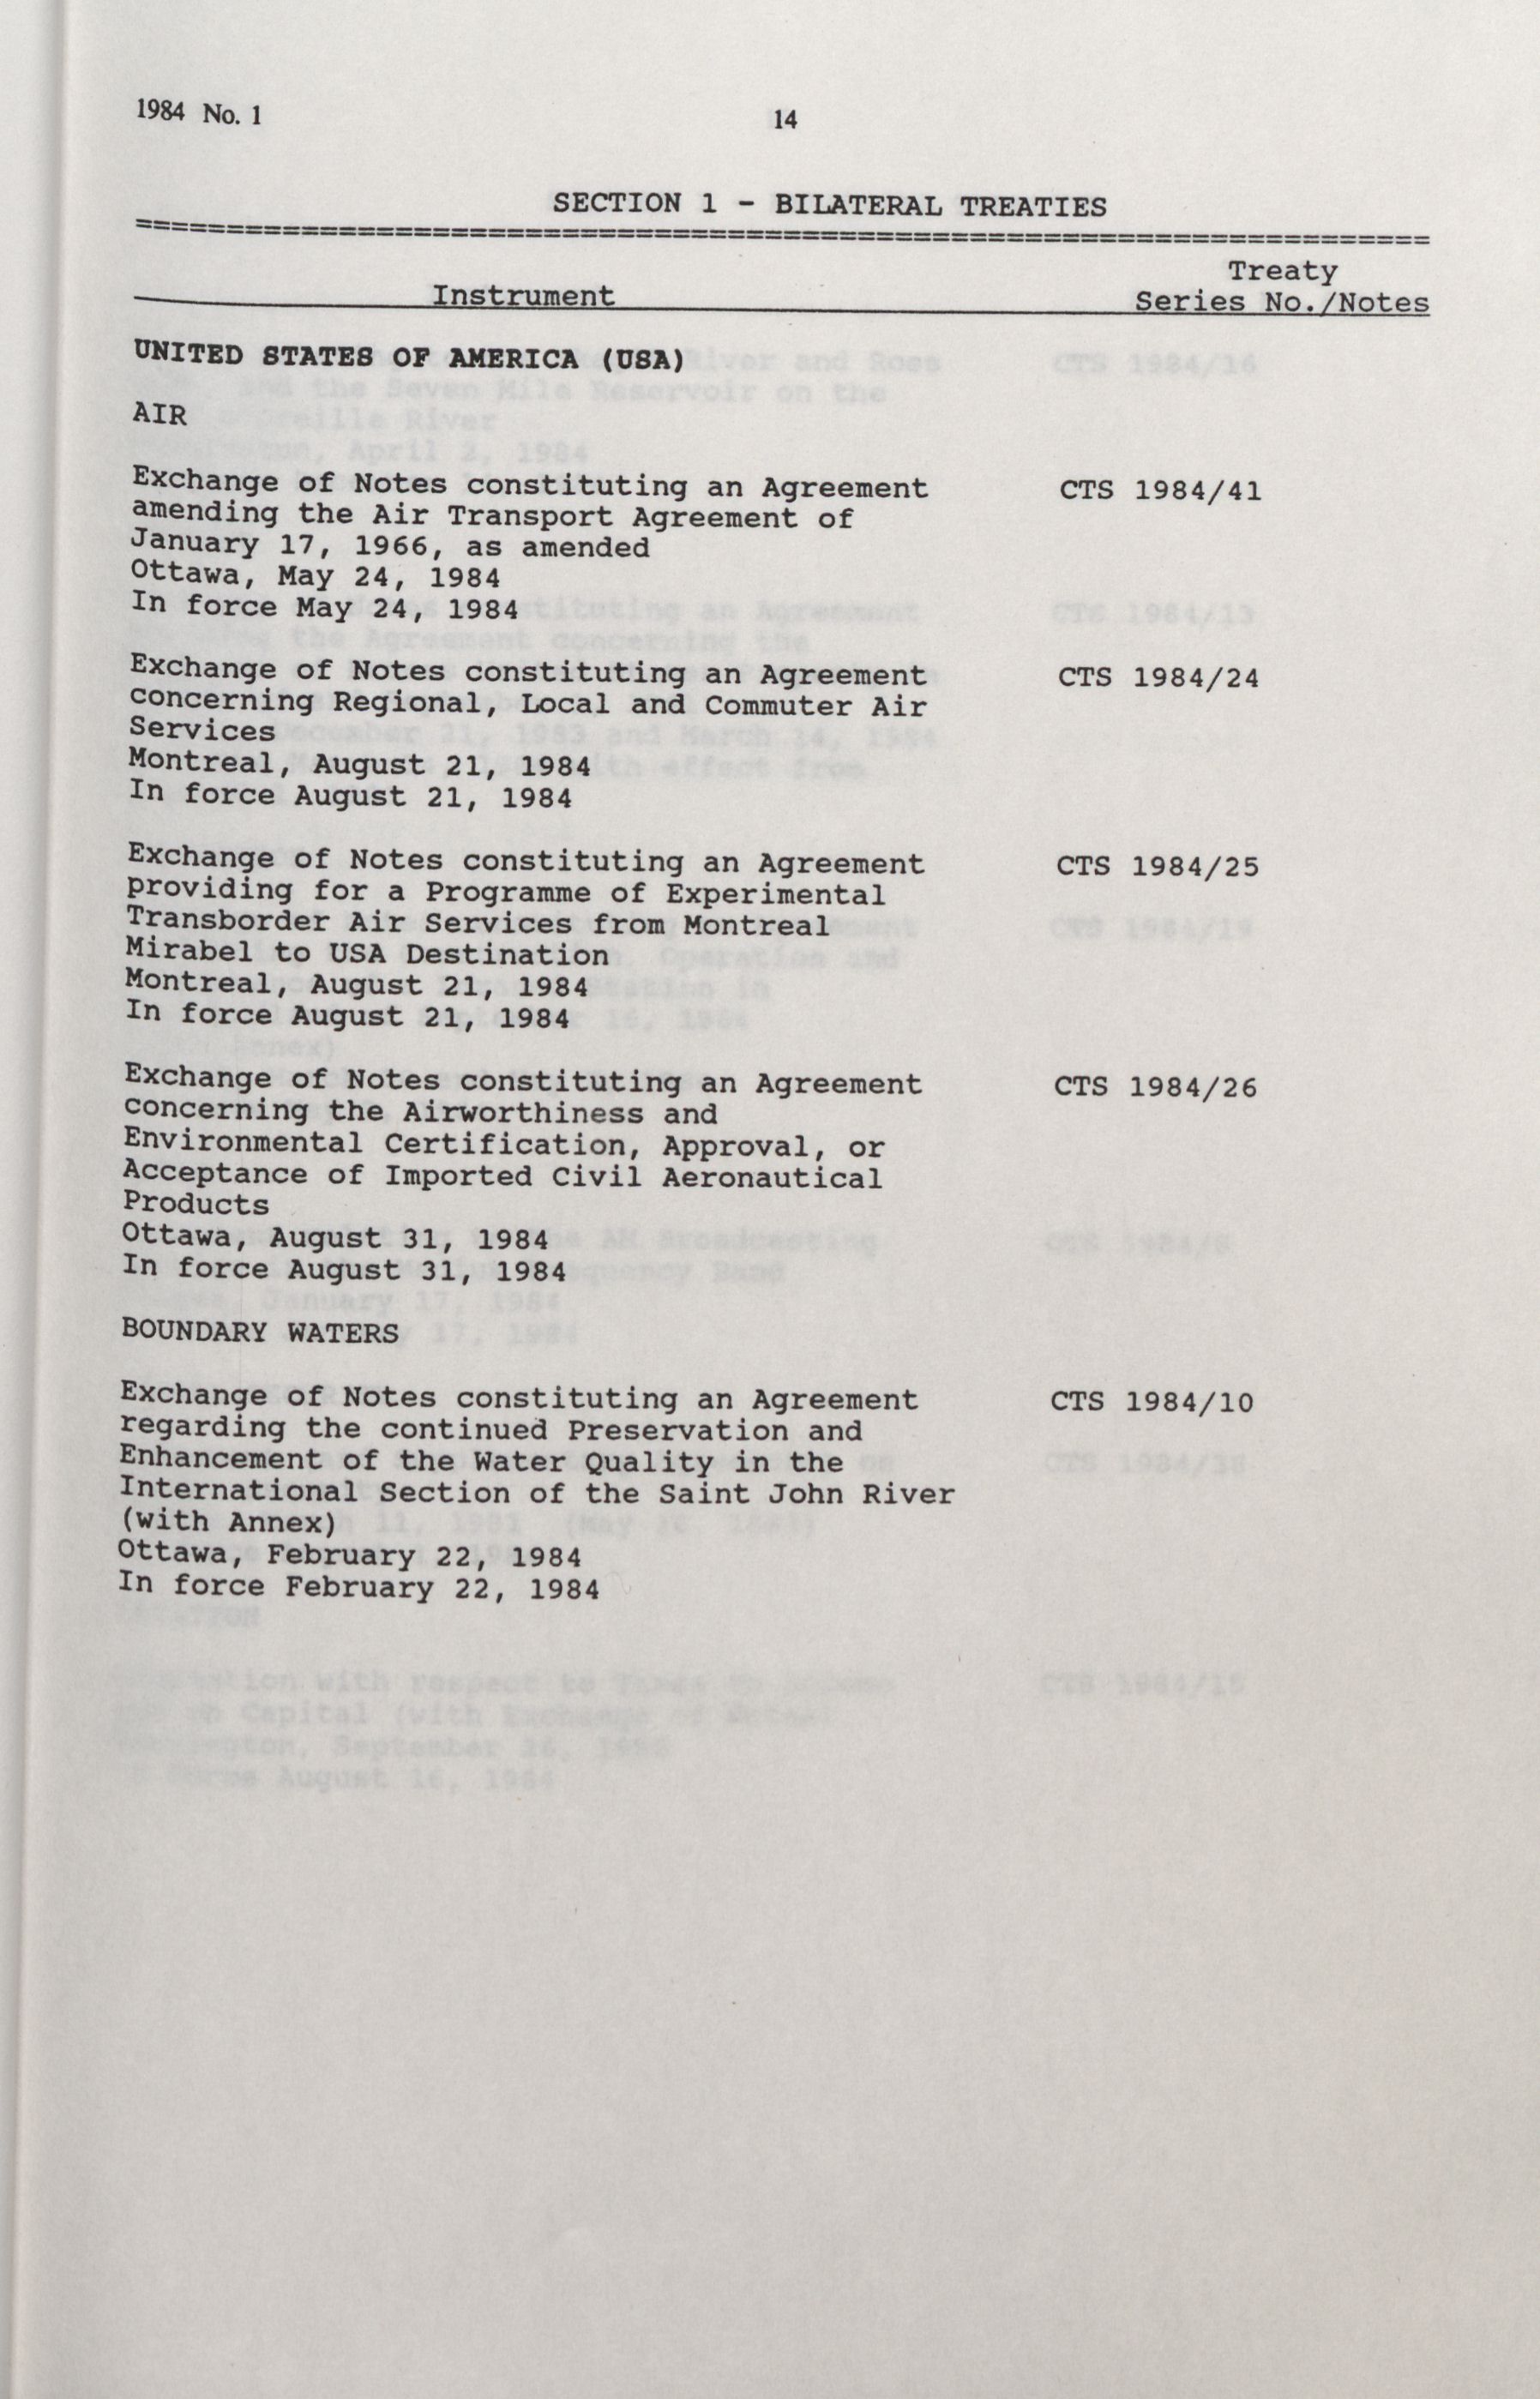 1984 No. 1
14
SECTION 1 - BILATERAL TREATIES
======================================================================
Treaty
Instrument Series No./Notes
UNITED STATES OF AMERICA (USA)
AIR
Exchange of Notes constituting an Agreement CTS 1984/41
amending the Air Transport Agreement of
January 17, 1966, as amended
Ottawa, May 24, 1984
In force May 24, 1984
Exchange of Notes constituting an Agreement CTS 1984/24
concerning Regional, Local and Commuter Air
Services
Montreal, August 21, 1984
In force August 21, 1984
Exchange of Notes constituting an Agreement CTS 1984/25
providing for a Programme of Experimental
Transborder Air Services from Montreal
Mirabel to USA Destination
Montreal, August 21, 1984
In force August 21, 1984
Exchange of Notes constituting an Agreement CTS 1984/26
concerning the Airworthiness and
Environmental Certification, Approval, or
Acceptance of Imported Civil Aeronautical
Products
Ottawa, August 31, 1984
In force August 31, 1984
BOUNDARY WATERS
Exchange of Notes constituting an Agreement CTS 1984/10
regarding the continued Preservation and
Enhancement of the Water Quality in the
International Section of the Saint John River
(with Annex)
Ottawa, February 22, 1984
In force February 22, 1984